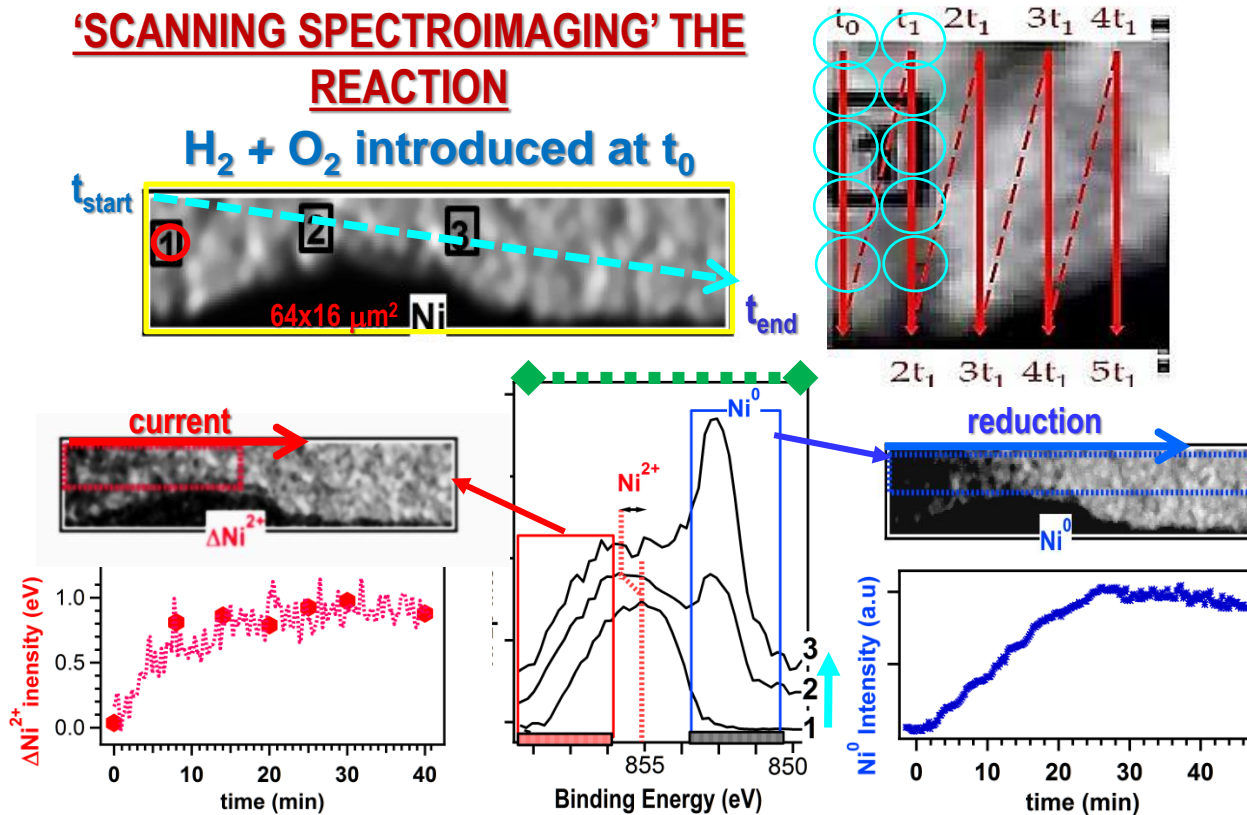 ‘SCANNING SPECTROIMAGING’ THE
REACTION
H₂ + O₂ introduced at t₀
t_start
1
2
3
64x16 μm²
Ni
t_end
t₀ t₁ 2t₁ 3t₁ 4t₁
2t₁ 3t₁ 4t₁ 5t₁
current
ΔNi²⁺
Ni⁰
Ni²⁺
reduction
Ni⁰
ΔNi²⁺ inensity (eV)
1.0
0.5
0.0
0 10 20 30 40
time (min)
3
2
1
855 850
Binding Energy (eV)
Ni⁰ Intensity (a.u)
0 10 20 30 40
time (min)